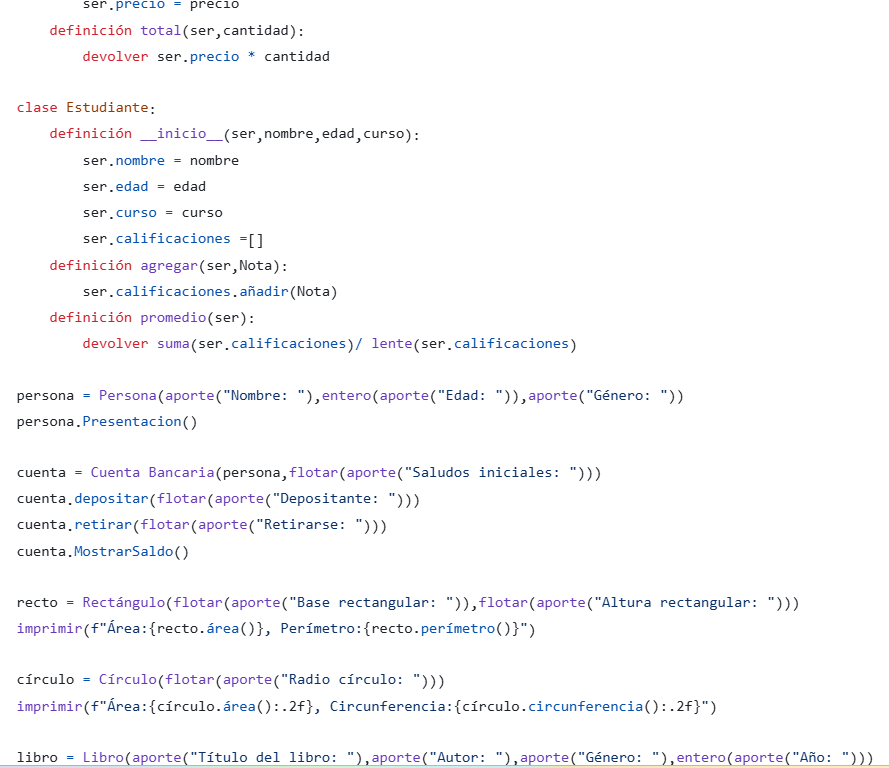 ser.precio = precio
definición total(ser,cantidad):
devolver ser.precio * cantidad
clase Estudiante:
definición __inicio__(ser,nombre,edad,curso):
ser.nombre = nombre
ser.edad = edad
ser.curso = curso
ser.calificaciones =[]
definición agregar(ser,Nota):
ser.calificaciones.añadir(Nota)
definición promedio(ser):
devolver suma(ser.calificaciones)/ lente(ser.calificaciones)
persona = Persona(aporte("Nombre: "),entero(aporte("Edad: ")),aporte("Género: "))
persona.Presentacion()
cuenta = Cuenta Bancaria(persona,flotar(aporte("Saludos iniciales: ")))
cuenta.depositar(flotar(aporte("Depositante: ")))
cuenta.retirar(flotar(aporte("Retirarse: ")))
cuenta.MostrarSaldo()
recto = Rectángulo(flotar(aporte("Base rectangular: ")),flotar(aporte("Altura rectangular: ")))
imprimir(f"Área:{recto.área()}, Perímetro:{recto.perímetro()}")
círculo = Círculo(flotar(aporte("Radio círculo: ")))
imprimir(f"Área:{círculo.área():.2f}, Circunferencia:{círculo.circunferencia():.2f}")
libro = Libro(aporte("Título del libro: "),aporte("Autor: "),aporte("Género: "),entero(aporte("Año: ")))